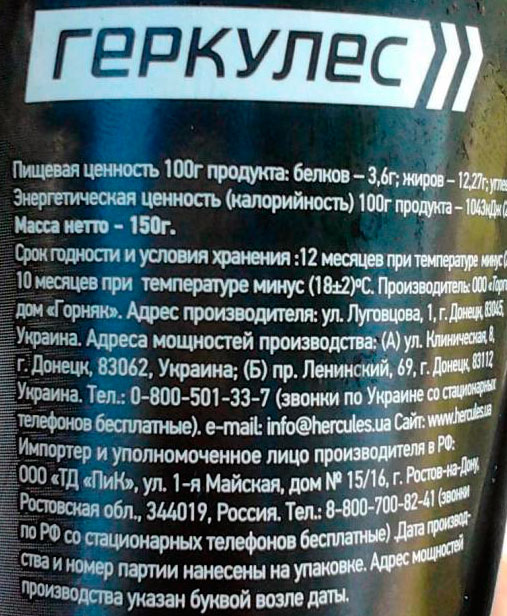 ГЕРКУЛЕС
Пищевая ценность 100г продукта: белков – 3,6г; жиров – 12,27г; угле
Энергетическая ценность (калорийность) 100г продукта – 1043кДж (2
Масса нетто – 150г.
Срок годности и условия хранения :12 месяцев при температуре минус (2
10 месяцев при температуре минус (18±2)ºС. Производитель: ООО «Торг
дом «Горняк». Адрес производителя: ул. Луговцова, 1, г. Донецк, 83045,
Украина. Адреса мощностей производства: (А) ул. Клиническая, 8,
г. Донецк, 83062, Украина; (Б) пр. Ленинский, 69, г. Донецк, 83112
Украина. Тел.: 0-800-501-33-7 (звонки по Украине со стационарных
телефонов бесплатные). e-mail: info@hercules.ua Сайт: www.hercules.ua
Импортер и уполномоченное лицо производителя в РФ:
ООО «ТД «ПиК», ул. 1-я Майская, дом № 15/16, г. Ростов-на-Дону,
Ростовская обл., 344019, Россия. Тел.: 8-800-700-82-41 (звонки
по РФ со стационарных телефонов бесплатные) .Дата производ-
ства и номер партии нанесены на упаковке. Адрес мощностей
производства указан буквой возле даты.